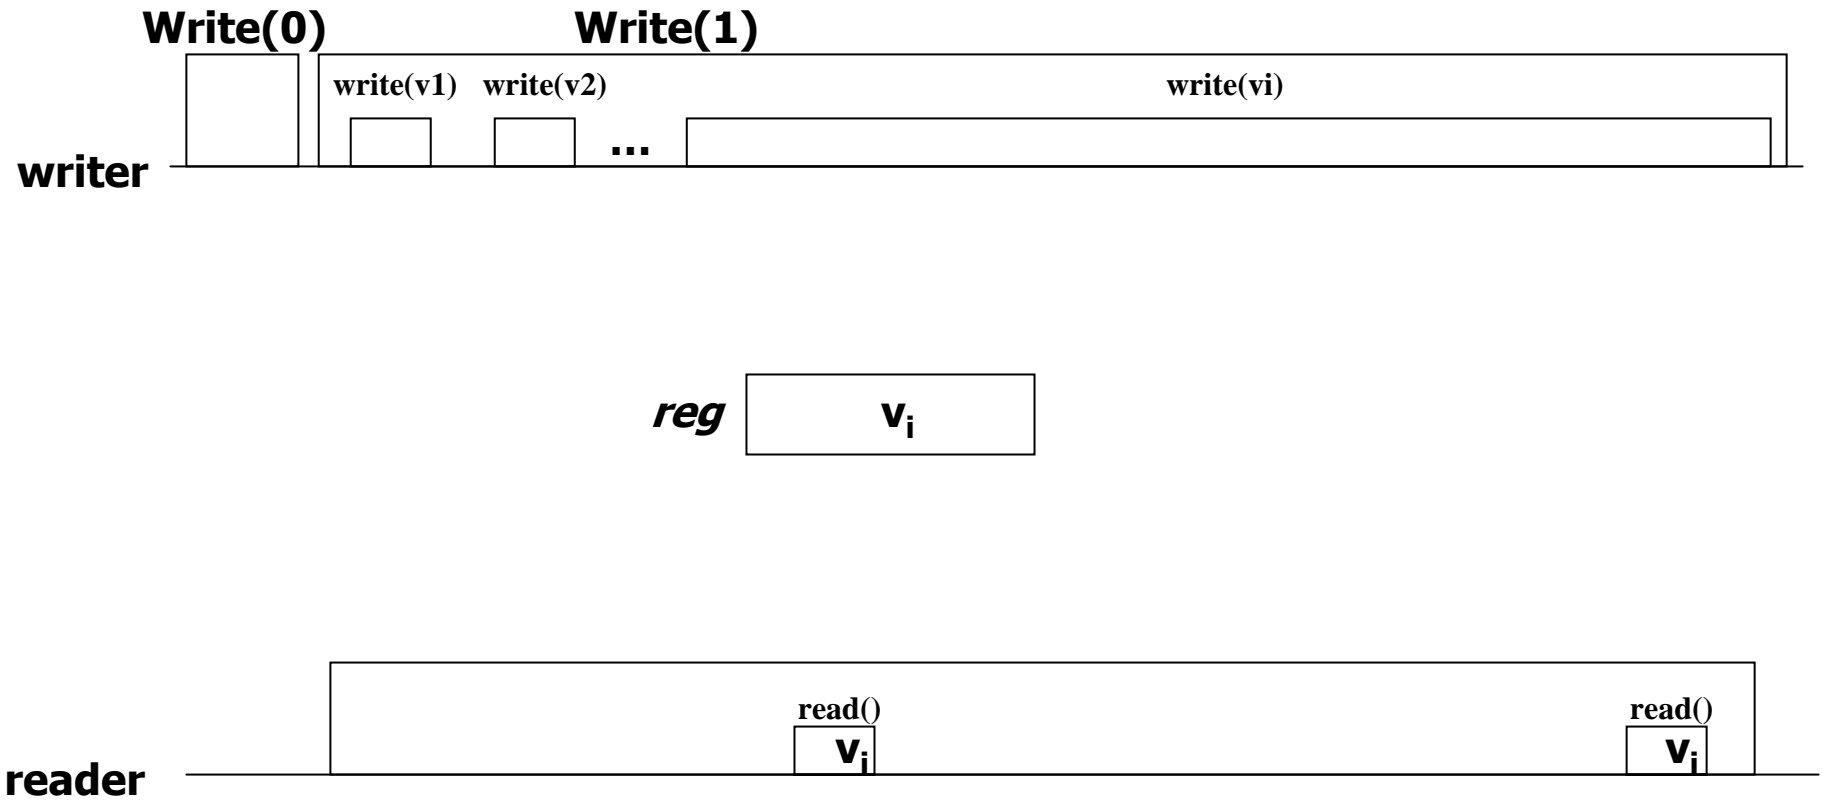 Write(0) Write(1)
write(v1) write(v2) write(vi)
...
writer
reg vi
read() read()
vi vi
reader